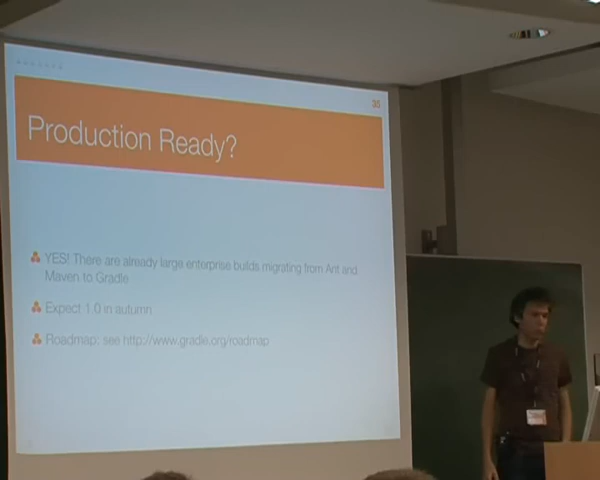 35
Production Ready?
YES! There are already large enterprise builds migrating from Ant and
Maven to Gradle
Expect 1.0 in autumn
Roadmap: see http://www.gradle.org/roadmap